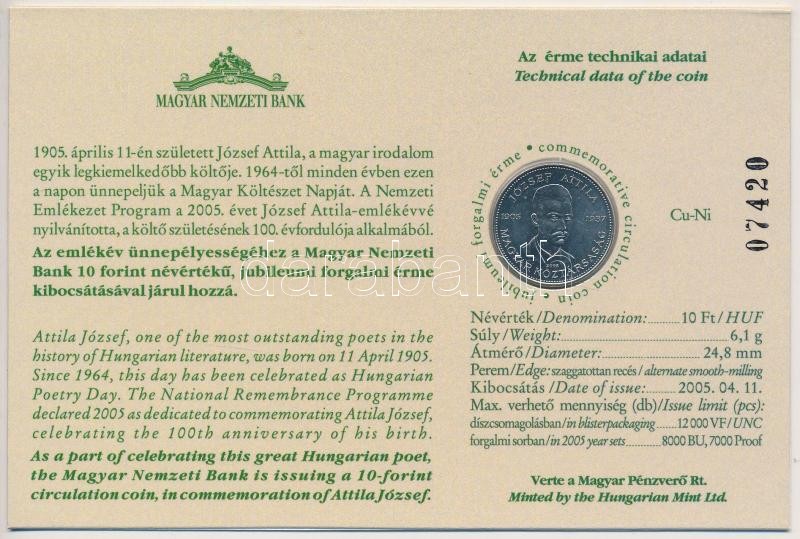 MAGYAR NEMZETI BANK
1905. április 11-én született József Attila, a magyar irodalom
egyik legkiemelkedőbb költője. 1964-től minden évben ezen
a napon ünnepeljük a Magyar Költészet Napját. A Nemzeti
Emlékezet Program a 2005. évet József Attila-emlékévvé
nyilvánította, a költő születésének 100. évfordulója alkalmából.
Az emlékév ünnepélyességéhez a Magyar Nemzeti
Bank 10 forint névértékű, jubileumi forgalmi érme
kibocsátásával járul hozzá.
Attila József, one of the most outstanding poets in the
history of Hungarian literature, was born on 11 April 1905.
Since 1964, this day has been celebrated as Hungarian
Poetry Day. The National Remembrance Programme
declared 2005 as dedicated to commemorating Attila József,
celebrating the 100th anniversary of his birth.
As a part of celebrating this great Hungarian poet,
the Magyar Nemzeti Bank is issuing a 10-forint
circulation coin, in commemoration of Attila József.
Az érme technikai adatai
Technical data of the coin
jubileumi forgalmi érme • commemorative circulation coin •
JÓZSEF ATTILA
1905 1937
2005
MAGYAR KÖZTÁRSASÁG
Cu-Ni
07420
Névérték/Denomination:..........10 Ft/HUF
Súly/Weight:..............................6,1 g
Átmérő/Diameter:....................24,8 mm
Perem/Edge: szaggatottan recés/alternate smooth-milling
Kibocsátás/Date of issue:..........2005. 04. 11.
Max. verhető mennyiség (db)/Issue limit (pcs):
díszcsomagolásban/in blisterpackaging.......12 000 VF/UNC
forgalmi sorban/in 2005 year sets.......8000 BU, 7000 Proof
Verte a Magyar Pénzverő Rt.
Minted by the Hungarian Mint Ltd.
darabanth